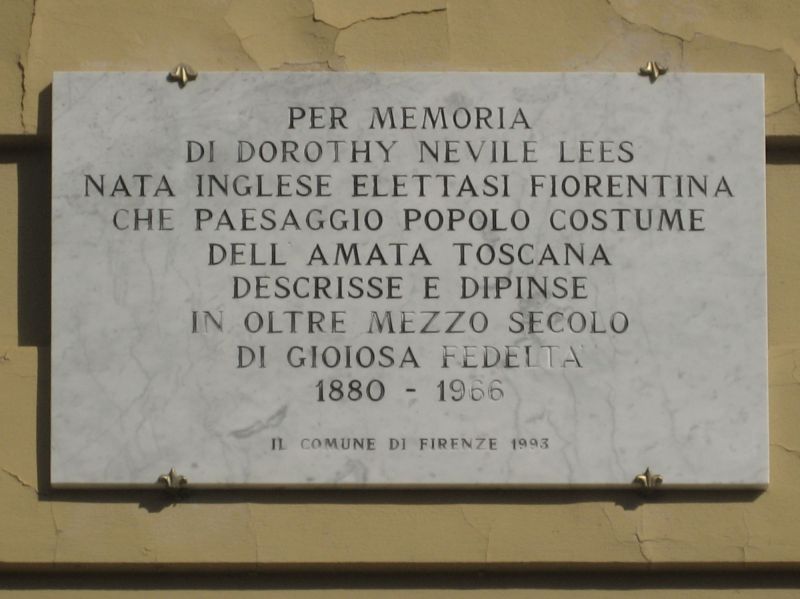 PER MEMORIA
DI DOROTHY NEVILE LEES
NATA INGLESE ELETTASI FIORENTINA
CHE PAESAGGIO POPOLO COSTUME
DELL'AMATA TOSCANA
DESCRISSE E DIPINSE
IN OLTRE MEZZO SECOLO
DI GIOIOSA FEDELTA'
1880 - 1966
IL COMUNE DI FIRENZE 1993